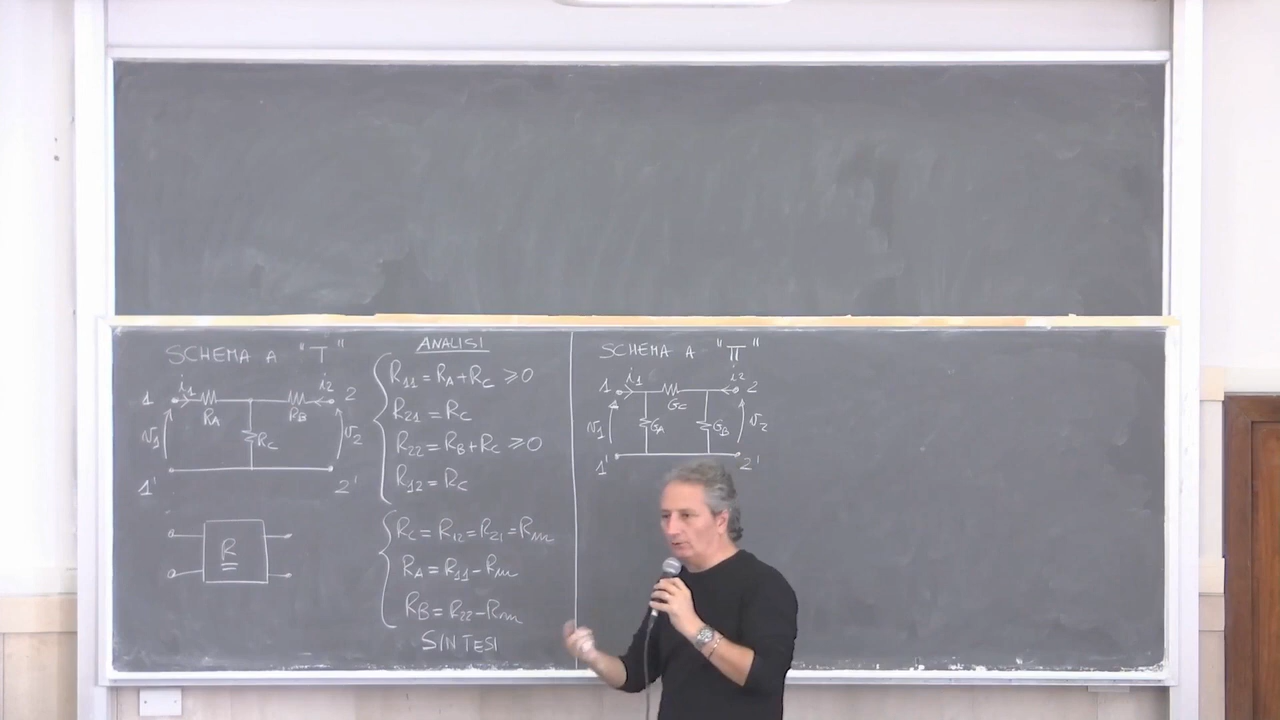 SCHEMA A "T"
1 i1 i2 2
RA RB
v1 RC v2
1' 2'
R
ANALISI
R11 = RA + RC ≥ 0
R21 = RC
R22 = RB + RC ≥ 0
R12 = RC
RC = R12 = R21 = Rm
RA = R11 - Rm
RB = R22 - Rm
SINTESI
SCHEMA A "π"
1 i1 i2 2
GC
v1 GA GB v2
1' 2'